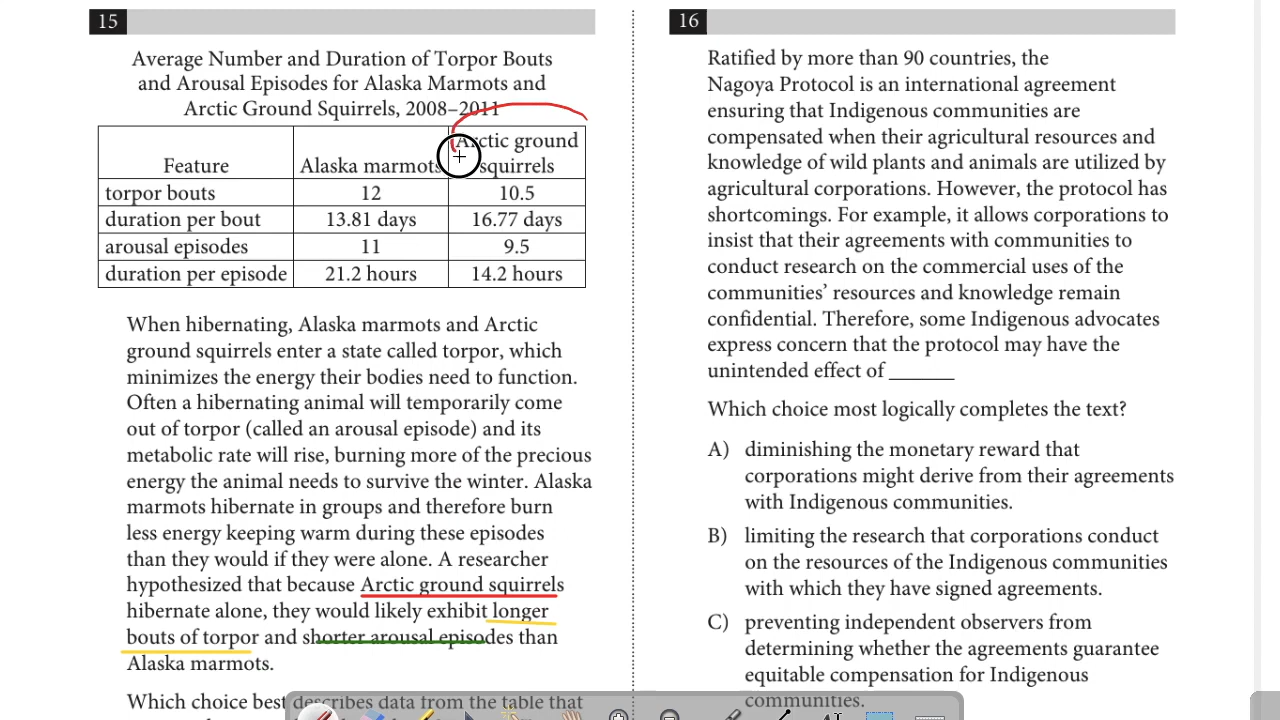 15
Average Number and Duration of Torpor Bouts
and Arousal Episodes for Alaska Marmots and
Arctic Ground Squirrels, 2008–2011
Feature Alaska marmots Arctic ground squirrels
torpor bouts 12 10.5
duration per bout 13.81 days 16.77 days
arousal episodes 11 9.5
duration per episode 21.2 hours 14.2 hours
When hibernating, Alaska marmots and Arctic
ground squirrels enter a state called torpor, which
minimizes the energy their bodies need to function.
Often a hibernating animal will temporarily come
out of torpor (called an arousal episode) and its
metabolic rate will rise, burning more of the precious
energy the animal needs to survive the winter. Alaska
marmots hibernate in groups and therefore burn
less energy keeping warm during these episodes
than they would if they were alone. A researcher
hypothesized that because Arctic ground squirrels
hibernate alone, they would likely exhibit longer
bouts of torpor and shorter arousal episodes than
Alaska marmots.
Which choice best describes data from the table that
16
Ratified by more than 90 countries, the
Nagoya Protocol is an international agreement
ensuring that Indigenous communities are
compensated when their agricultural resources and
knowledge of wild plants and animals are utilized by
agricultural corporations. However, the protocol has
shortcomings. For example, it allows corporations to
insist that their agreements with communities to
conduct research on the commercial uses of the
communities’ resources and knowledge remain
confidential. Therefore, some Indigenous advocates
express concern that the protocol may have the
unintended effect of ______
Which choice most logically completes the text?
A) diminishing the monetary reward that
corporations might derive from their agreements
with Indigenous communities.
B) limiting the research that corporations conduct
on the resources of the Indigenous communities
with which they have signed agreements.
C) preventing independent observers from
determining whether the agreements guarantee
equitable compensation for Indigenous
communities.